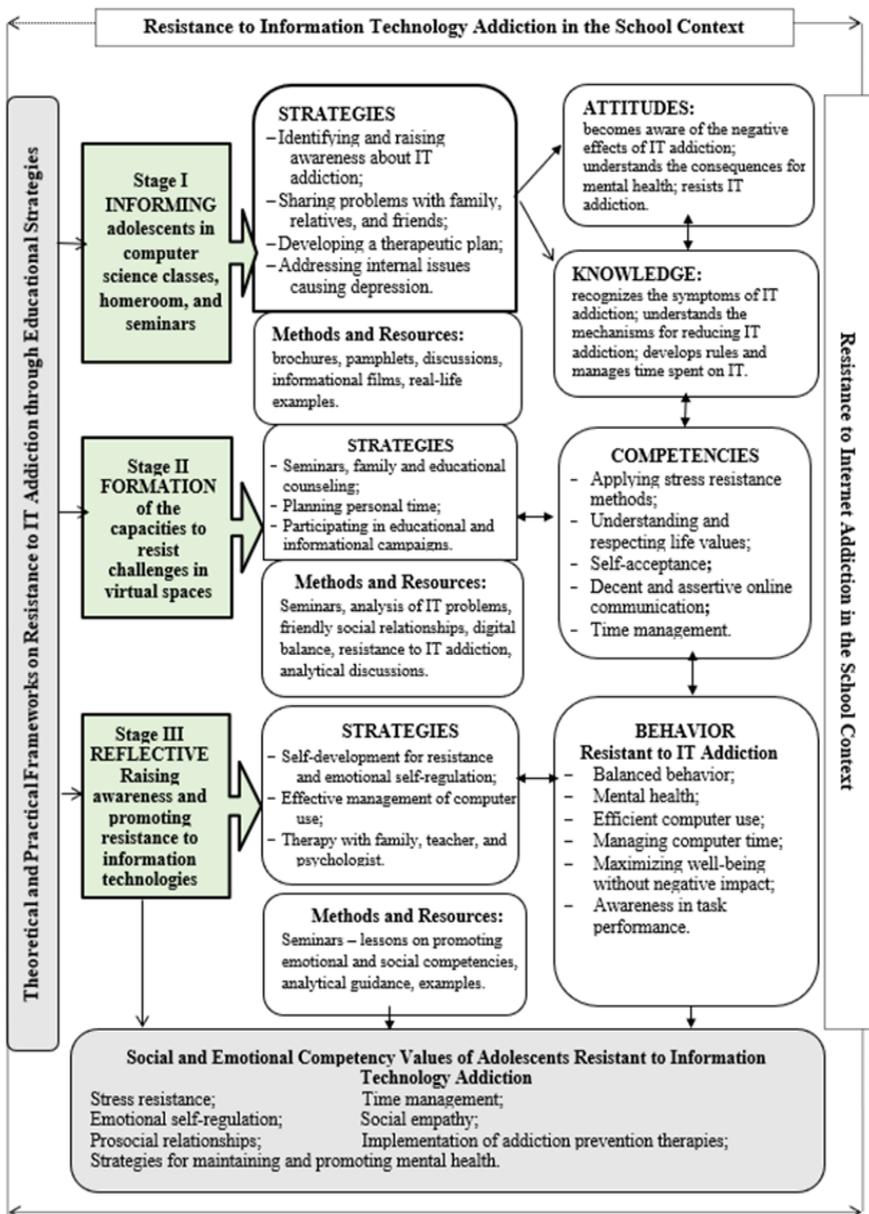 Resistance to Information Technology Addiction in the School Context
Theoretical and Practical Frameworks on Resistance to IT Addiction through Educational Strategies
Stage I
INFORMING
adolescents in
computer
science classes,
homeroom, and
seminars
STRATEGIES
– Identifying and raising
awareness about IT
addiction;
– Sharing problems with family,
relatives, and friends;
– Developing a therapeutic plan;
– Addressing internal issues
causing depression.
Methods and Resources:
brochures, pamphlets, discussions,
informational films, real-life
examples.
ATTITUDES:
becomes aware of the negative
effects of IT addiction;
understands the consequences for
mental health; resists IT
addiction.
KNOWLEDGE:
recognizes the symptoms of IT
addiction; understands the
mechanisms for reducing IT
addiction; develops rules and
manages time spent on IT.
Stage II
FORMATION
of the
capacities to
resist
challenges in
virtual spaces
STRATEGIES
- Seminars, family and educational
counseling;
- Planning personal time;
- Participating in educational and
informational campaigns.
Methods and Resources:
Seminars, analysis of IT problems,
friendly social relationships, digital
balance, resistance to IT addiction,
analytical discussions.
COMPETENCIES
- Applying stress resistance
methods;
- Understanding and
respecting life values;
- Self-acceptance;
- Decent and assertive online
communication;
- Time management.
Stage III
REFLECTIVE
Raising
awareness and
promoting
resistance to
information
technologies
STRATEGIES
- Self-development for resistance
and emotional self-regulation;
- Effective management of computer
use;
- Therapy with family, teacher, and
psychologist.
Methods and Resources:
Seminars – lessons on promoting
emotional and social competencies,
analytical guidance, examples.
BEHAVIOR
Resistant to IT Addiction
- Balanced behavior;
- Mental health;
- Efficient computer use;
- Managing computer time;
- Maximizing well-being
without negative impact;
- Awareness in task
performance.
Resistance to Internet Addiction in the School Context
Social and Emotional Competency Values of Adolescents Resistant to Information
Technology Addiction
Stress resistance; Time management;
Emotional self-regulation; Social empathy;
Prosocial relationships; Implementation of addiction prevention therapies;
Strategies for maintaining and promoting mental health.